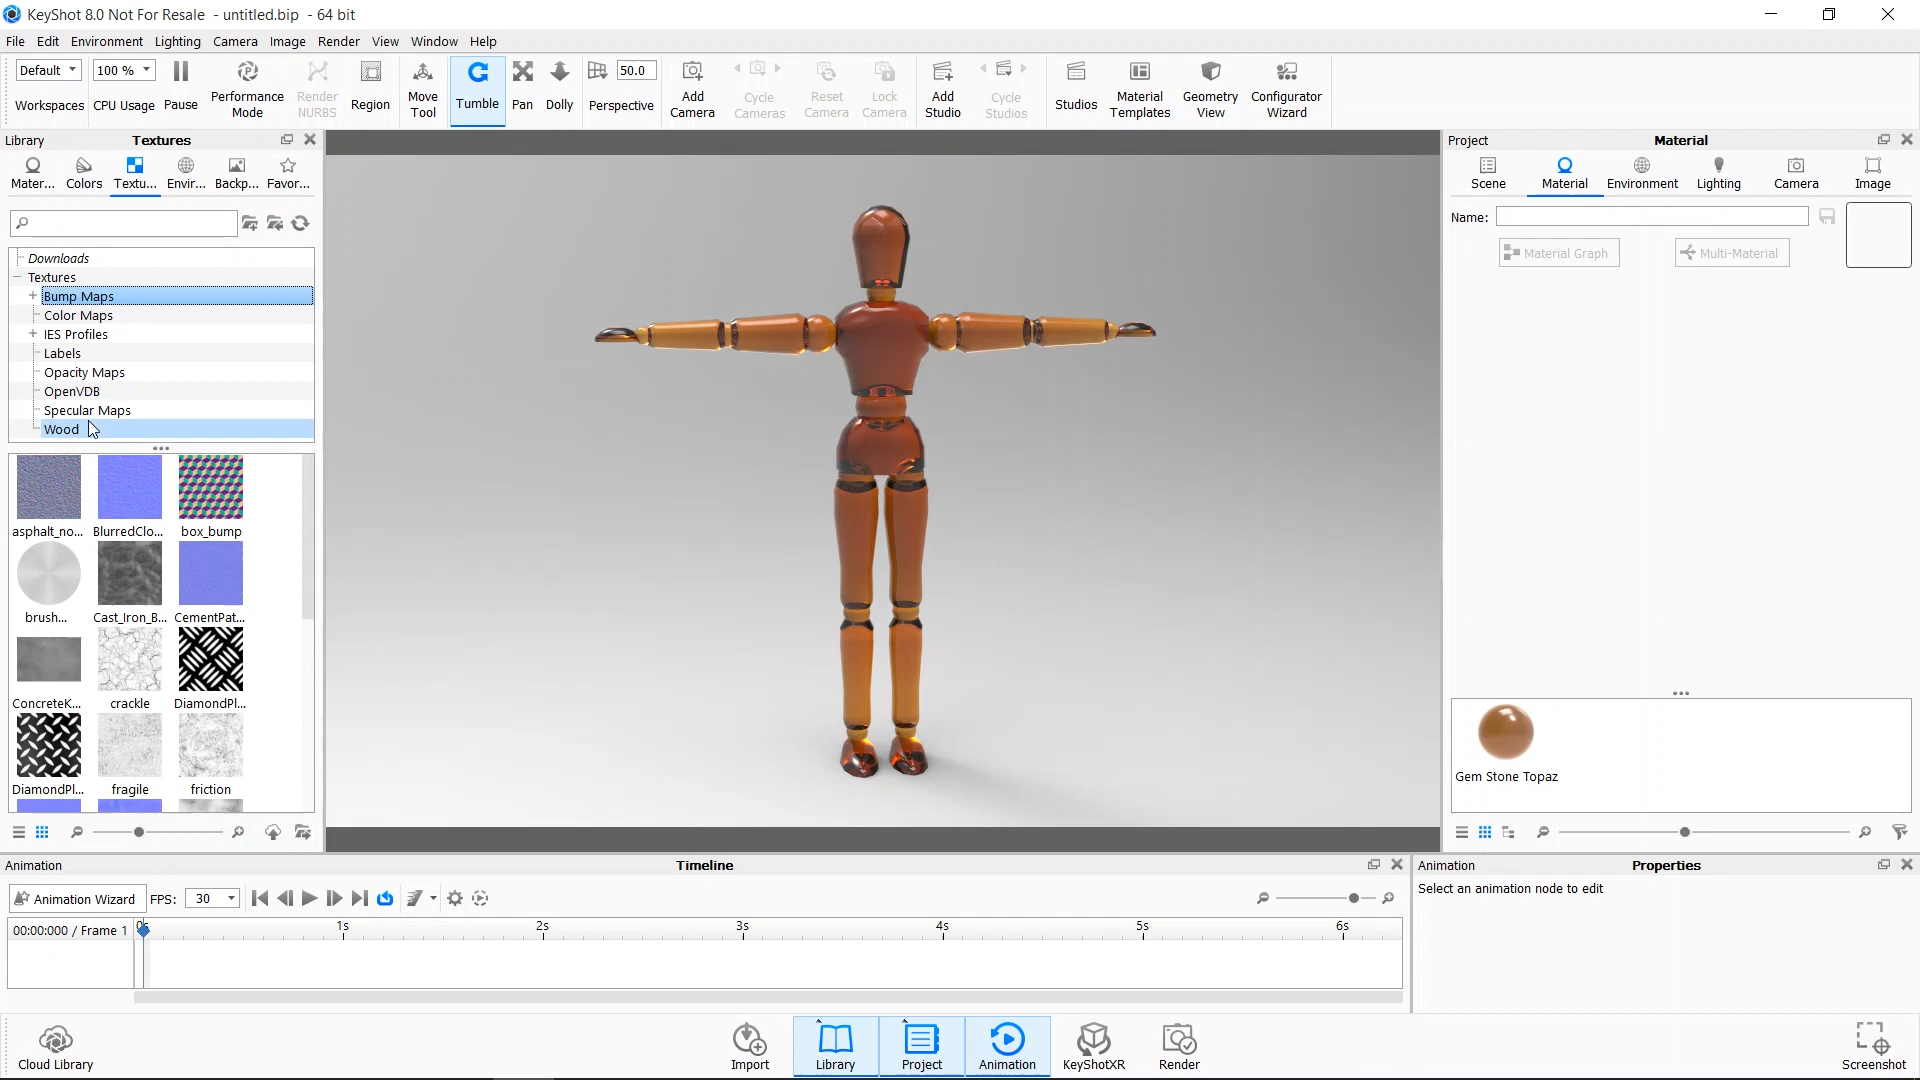 KeyShot 8.0 Not For Resale - untitled.bip - 64 bit
File Edit Environment Lighting Camera Image Render View Window Help
Default 100 % 50.0
Workspaces CPU Usage Pause Performance Mode Render NURBS Region Move Tool Tumble Pan Dolly Perspective Add Camera Cycle Cameras Reset Camera Lock Camera Add Studio Cycle Studios Studios Material Templates Geometry View Configurator Wizard
Library Textures
Mater... Colors Textu... Envir... Backp... Favor...
Downloads
Textures
Bump Maps
Color Maps
IES Profiles
Labels
Opacity Maps
OpenVDB
Specular Maps
Wood
asphalt_no... BlurredClo... box_bump
brush... Cast_Iron_B... CementPat...
ConcreteK... crackle DiamondPl...
DiamondPl... fragile friction
Project Material
Scene Material Environment Lighting Camera Image
Name:
Material Graph Multi-Material
Gem Stone Topaz
Animation Timeline
Animation Wizard FPS: 30
00:00:000 / Frame 1 0s 1s 2s 3s 4s 5s 6s
Animation Properties
Select an animation node to edit
Cloud Library Import Library Project Animation KeyShotXR Render Screenshot